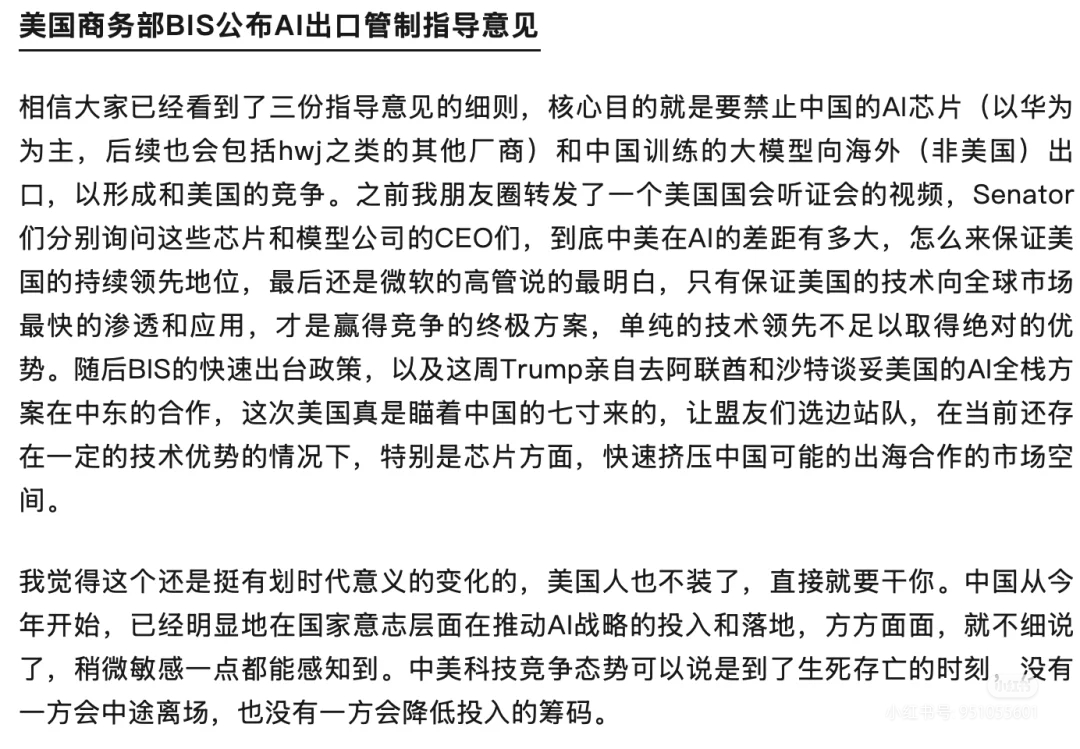 美国商务部BIS公布AI出口管制指导意见
相信大家已经看到了三份指导意见的细则，核心目的就是要禁止中国的AI芯片（以华为
为主，后续也会包括hwj之类的其他厂商）和中国训练的大模型向海外（非美国）出
口，以形成和美国的竞争。之前我朋友圈转发了一个美国国会听证会的视频，Senator
们分别询问这些芯片和模型公司的CEO们，到底中美在AI的差距有多大，怎么来保证美
国的持续领先地位，最后还是微软的高管说的最明白，只有保证美国的技术向全球市场
最快的渗透和应用，才是赢得竞争的终极方案，单纯的技术领先不足以取得绝对的优
势。随后BIS的快速出台政策，以及这周Trump亲自去阿联酋和沙特谈妥美国的AI全栈方
案在中东的合作，这次美国真是瞄着中国的七寸来的，让盟友们选边站队，在当前还存
在一定的技术优势的情况下，特别是芯片方面，快速挤压中国可能的出海合作的市场空
间。
我觉得这个还是挺有划时代意义的变化的，美国人也不装了，直接就要干你。中国从今
年开始，已经明显地在国家意志层面在推动AI战略的投入和落地，方方面面，就不细说
了，稍微敏感一点都能感知到。中美科技竞争态势可以说是到了生死存亡的时刻，没有
一方会中途离场，也没有一方会降低投入的筹码。
小红书
小红书号: